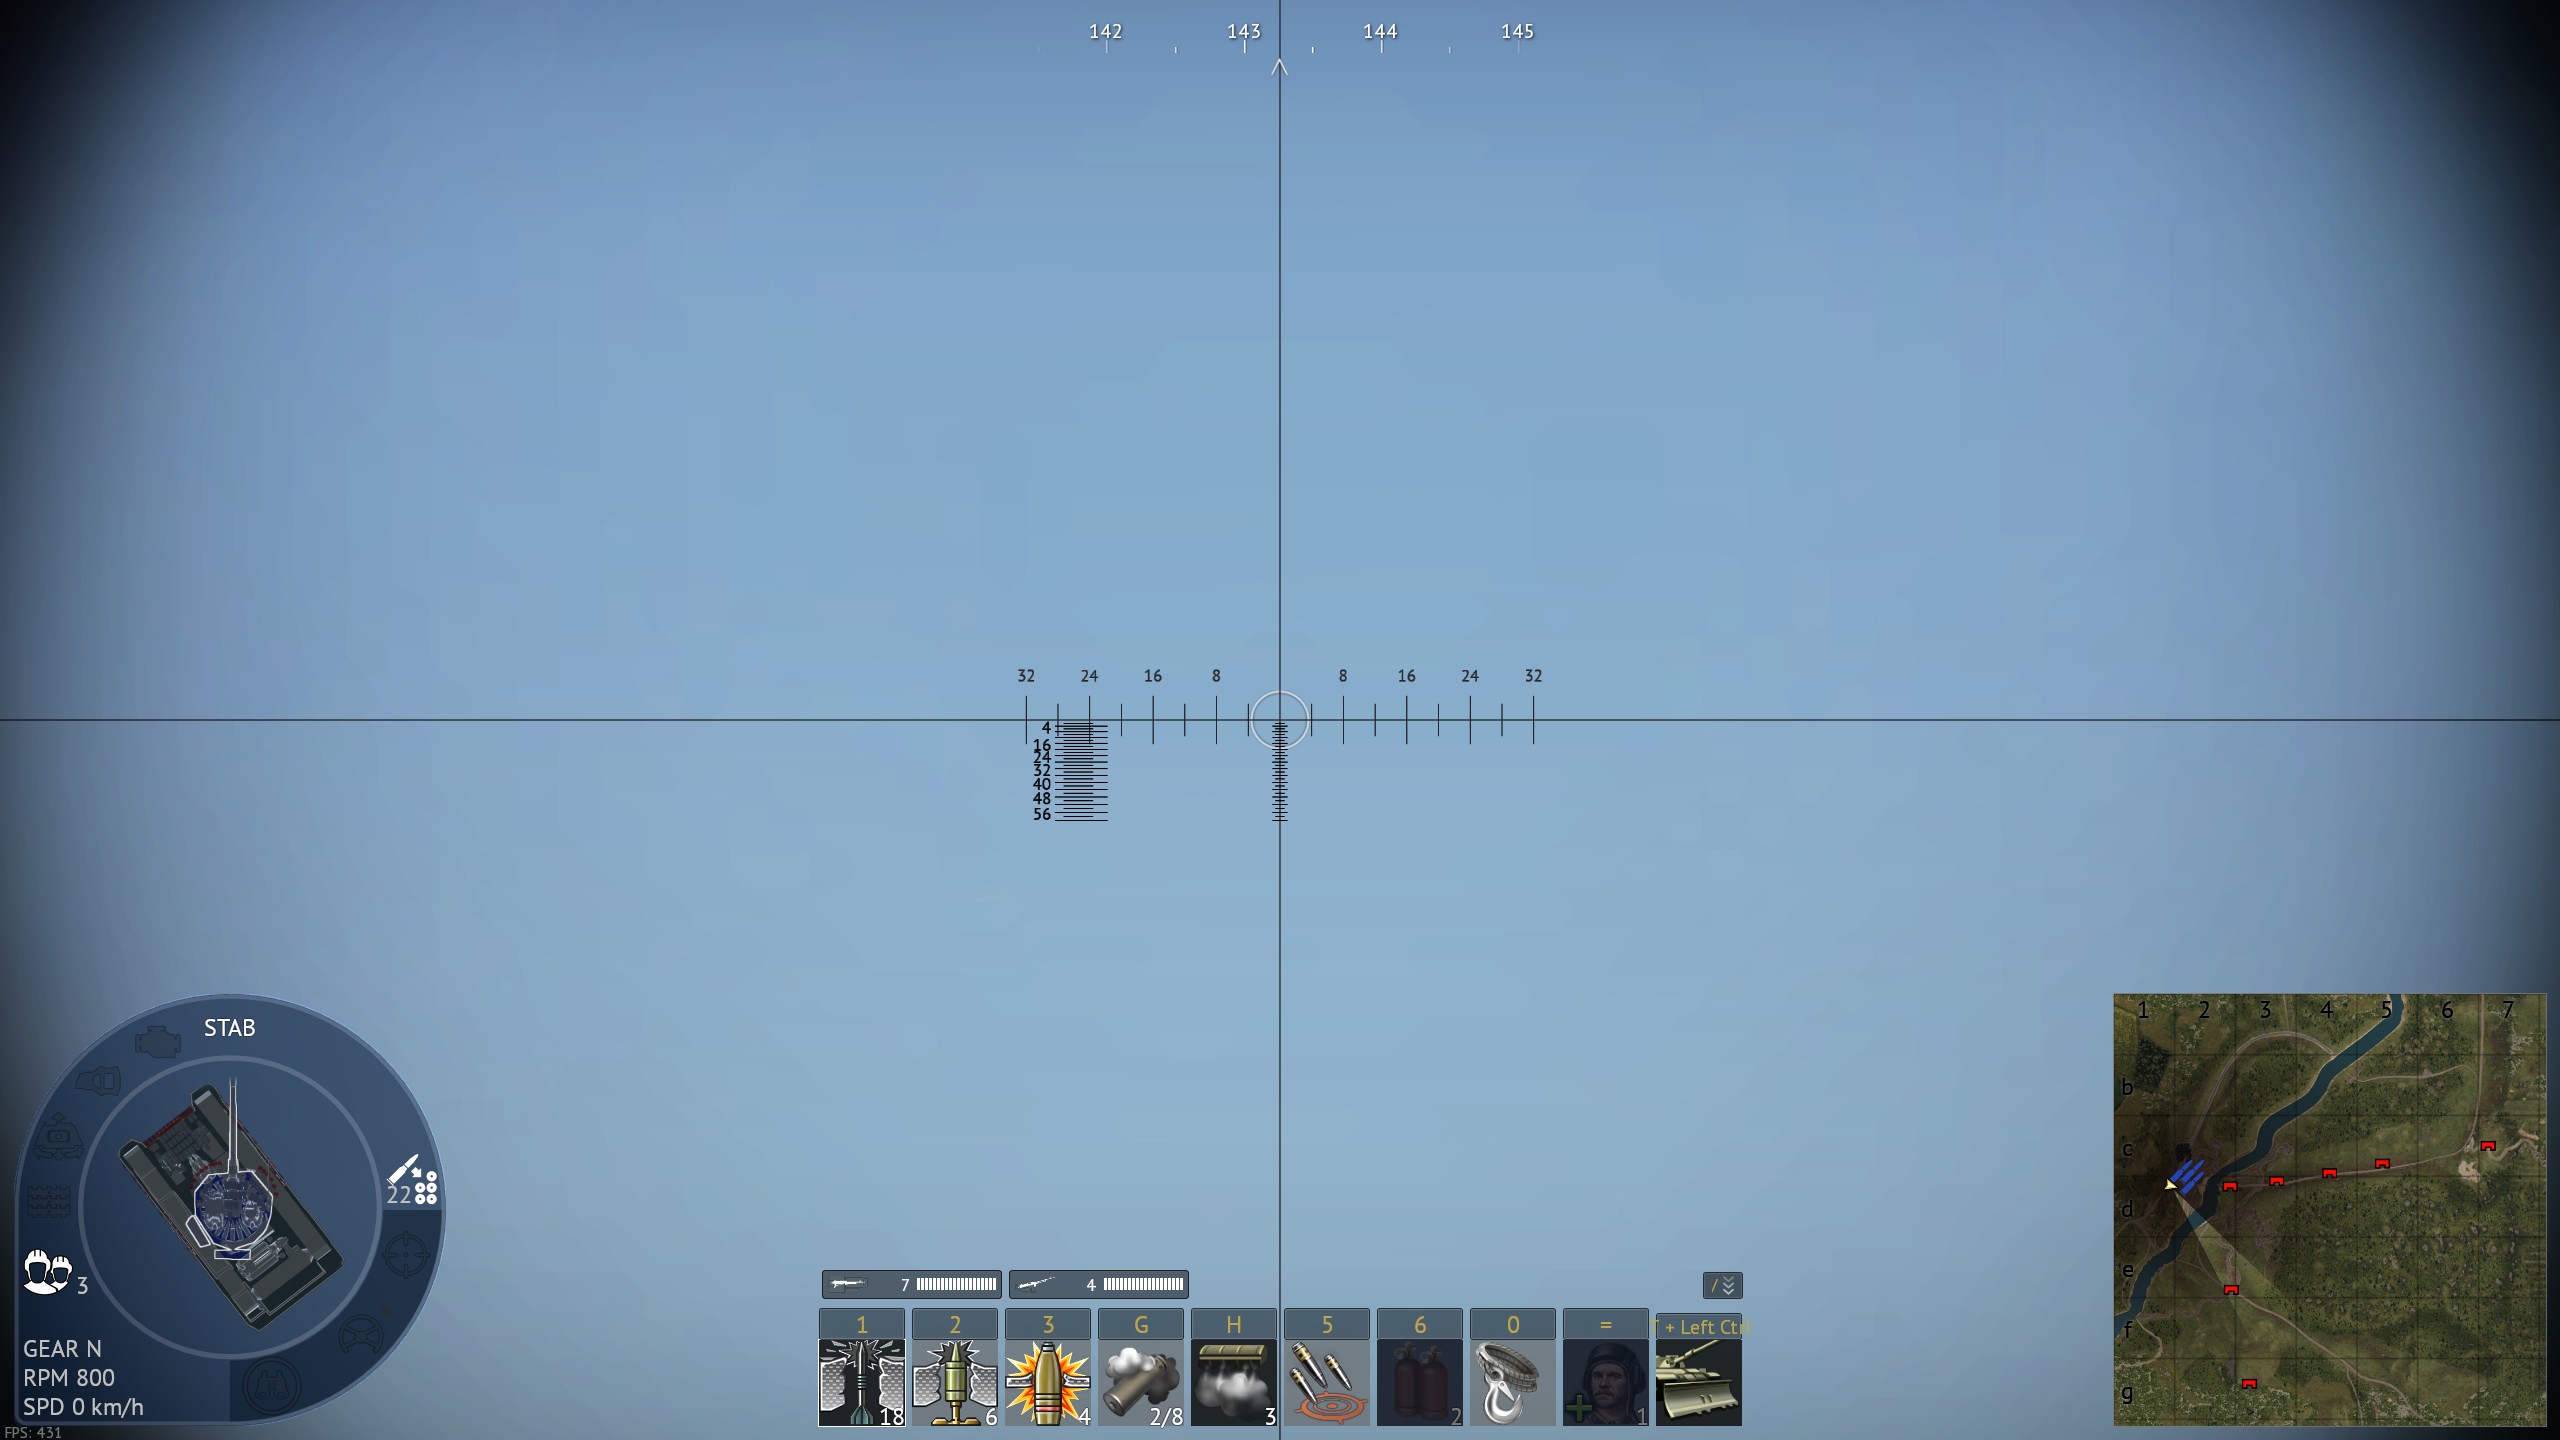 142 143 144 145
32 24 16 8 8 16 24 32
4
16
24
32
40
48
56
STAB
22
3
GEAR N
RPM 800
SPD 0 km/h
FPS: 431
7 4 /
1 2 3 G H 5 6 0 = + Left Ctrl
18 6 4 2/8 3 2 1
1 2 3 4 5 6 7
b
c
d
e
f
g